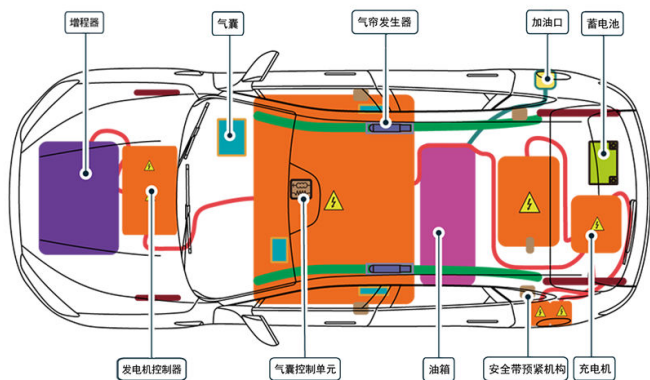 增程器
气囊
气帘发生器
加油口
蓄电池
发电机控制器
气囊控制单元
油箱
安全带预紧机构
充电机